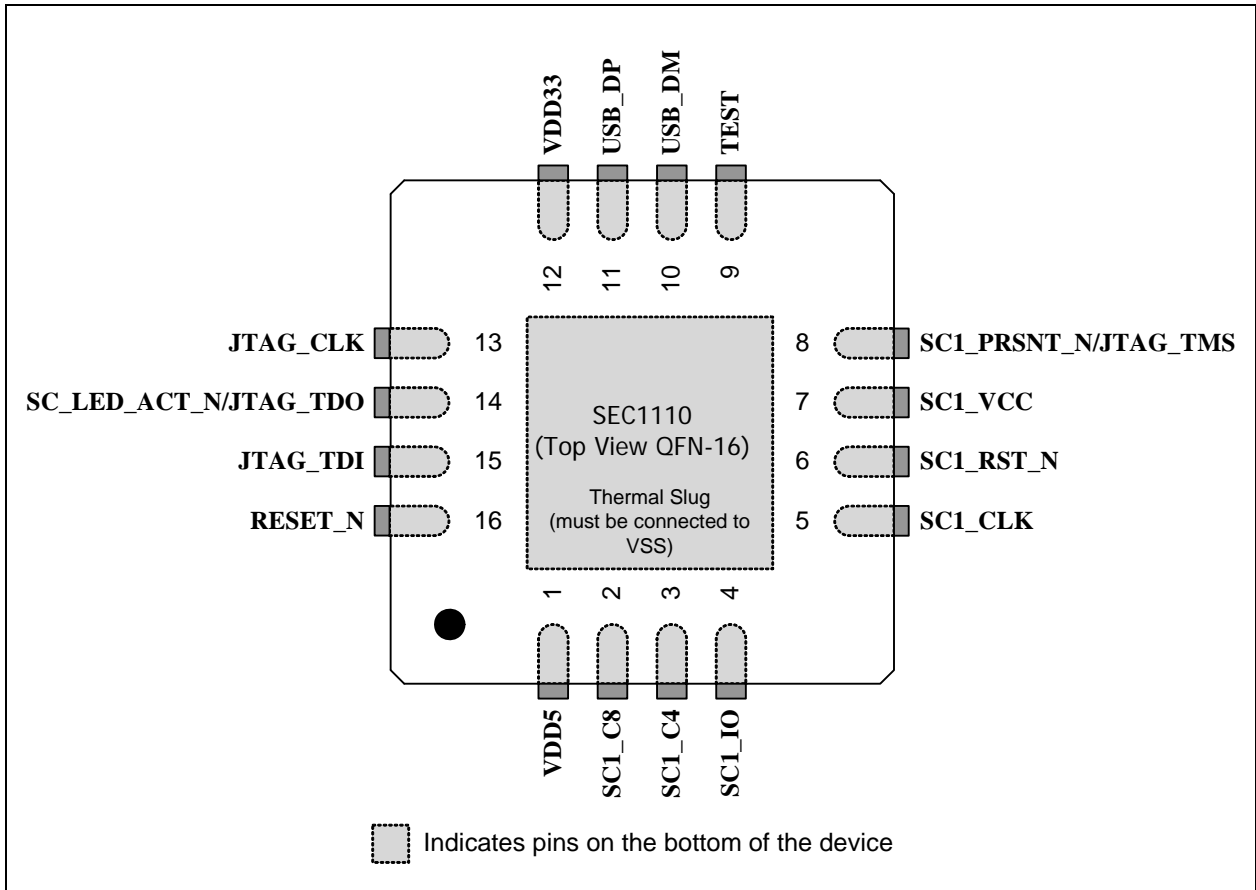 VDD33
USB_DP
USB_DM
TEST
12
11
10
9
JTAG_CLK
13
8
SC1_PRSNT_N/JTAG_TMS
SC_LED_ACT_N/JTAG_TDO
14
7
SC1_VCC
JTAG_TDI
15
6
SC1_RST_N
RESET_N
16
5
SC1_CLK
SEC1110
(Top View QFN-16)
Thermal Slug
(must be connected to
VSS)
1
2
3
4
VDD5
SC1_C8
SC1_C4
SC1_IO
Indicates pins on the bottom of the device